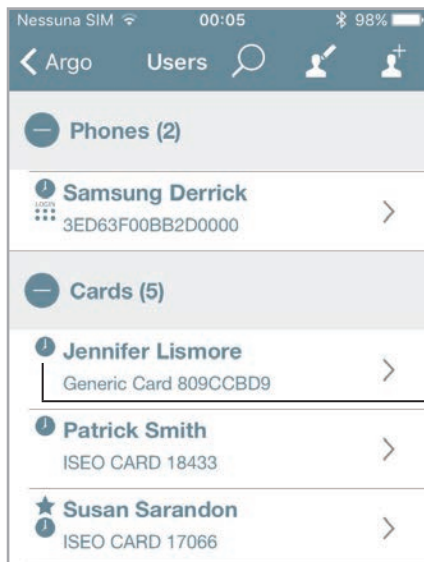 Nessuna SIM 00:05 98%
Argo Users
Phones (2)
Samsung Derrick
LOGIN
3ED63F00BB2D0000
Cards (5)
Jennifer Lismore
Generic Card 809CCBD9
Patrick Smith
ISEO CARD 18433
Susan Sarandon
ISEO CARD 17066